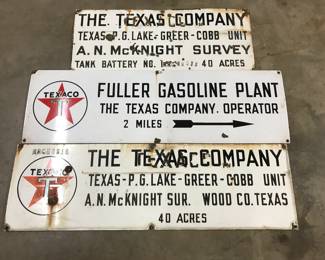 THE TEXAS COMPANY
TEXAS-P.G. LAKE-GREER-COBB UNIT
A.N. McKNIGHT SURVEY
TANK BATTERY NO. 40 ACRES
TEXACO
T
FULLER GASOLINE PLANT
THE TEXAS COMPANY. OPERATOR
2 MILES
THE TEXAS COMPANY
TEXACO
T
TEXAS-P.G. LAKE-GREER-COBB UNIT
A.N. McKNIGHT SUR. WOOD CO. TEXAS
40 ACRES